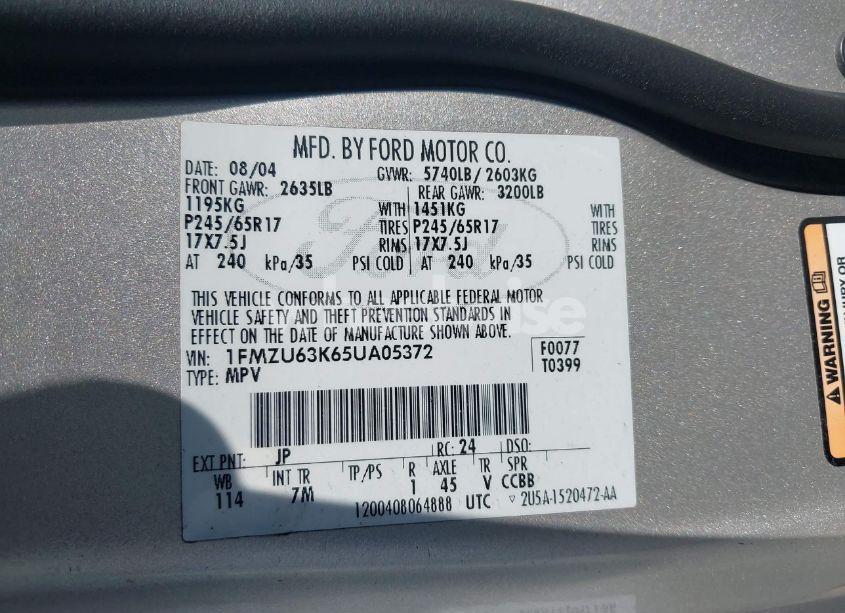 MFD. BY FORD MOTOR CO.
DATE: 08/04 GVWR: 5740LB / 2603KG
FRONT GAWR: 2635LB REAR GAWR: 3200LB
1195KG WITH 1451KG WITH
P245/65R17 TIRES P245/65R17 TIRES
17X7.5J RIMS 17X7.5J RIMS
AT 240 kPa/35 PSI COLD AT 240 kPa/35 PSI COLD
THIS VEHICLE CONFORMS TO ALL APPLICABLE FEDERAL MOTOR
VEHICLE SAFETY AND THEFT PREVENTION STANDARDS IN
EFFECT ON THE DATE OF MANUFACTURE SHOWN ABOVE.
VIN: 1FMZU63K65UA05372 F0077
TYPE: MPV T0399
EXT PNT: JP RC: 24 DSO:
WB INT TR TP/PS R AXLE TR SPR
114 7M 1 45 V CCBB
1200408064888 UTC ▽ 2U5A-1520472-AA
Ford
WARNING
NJURY OR